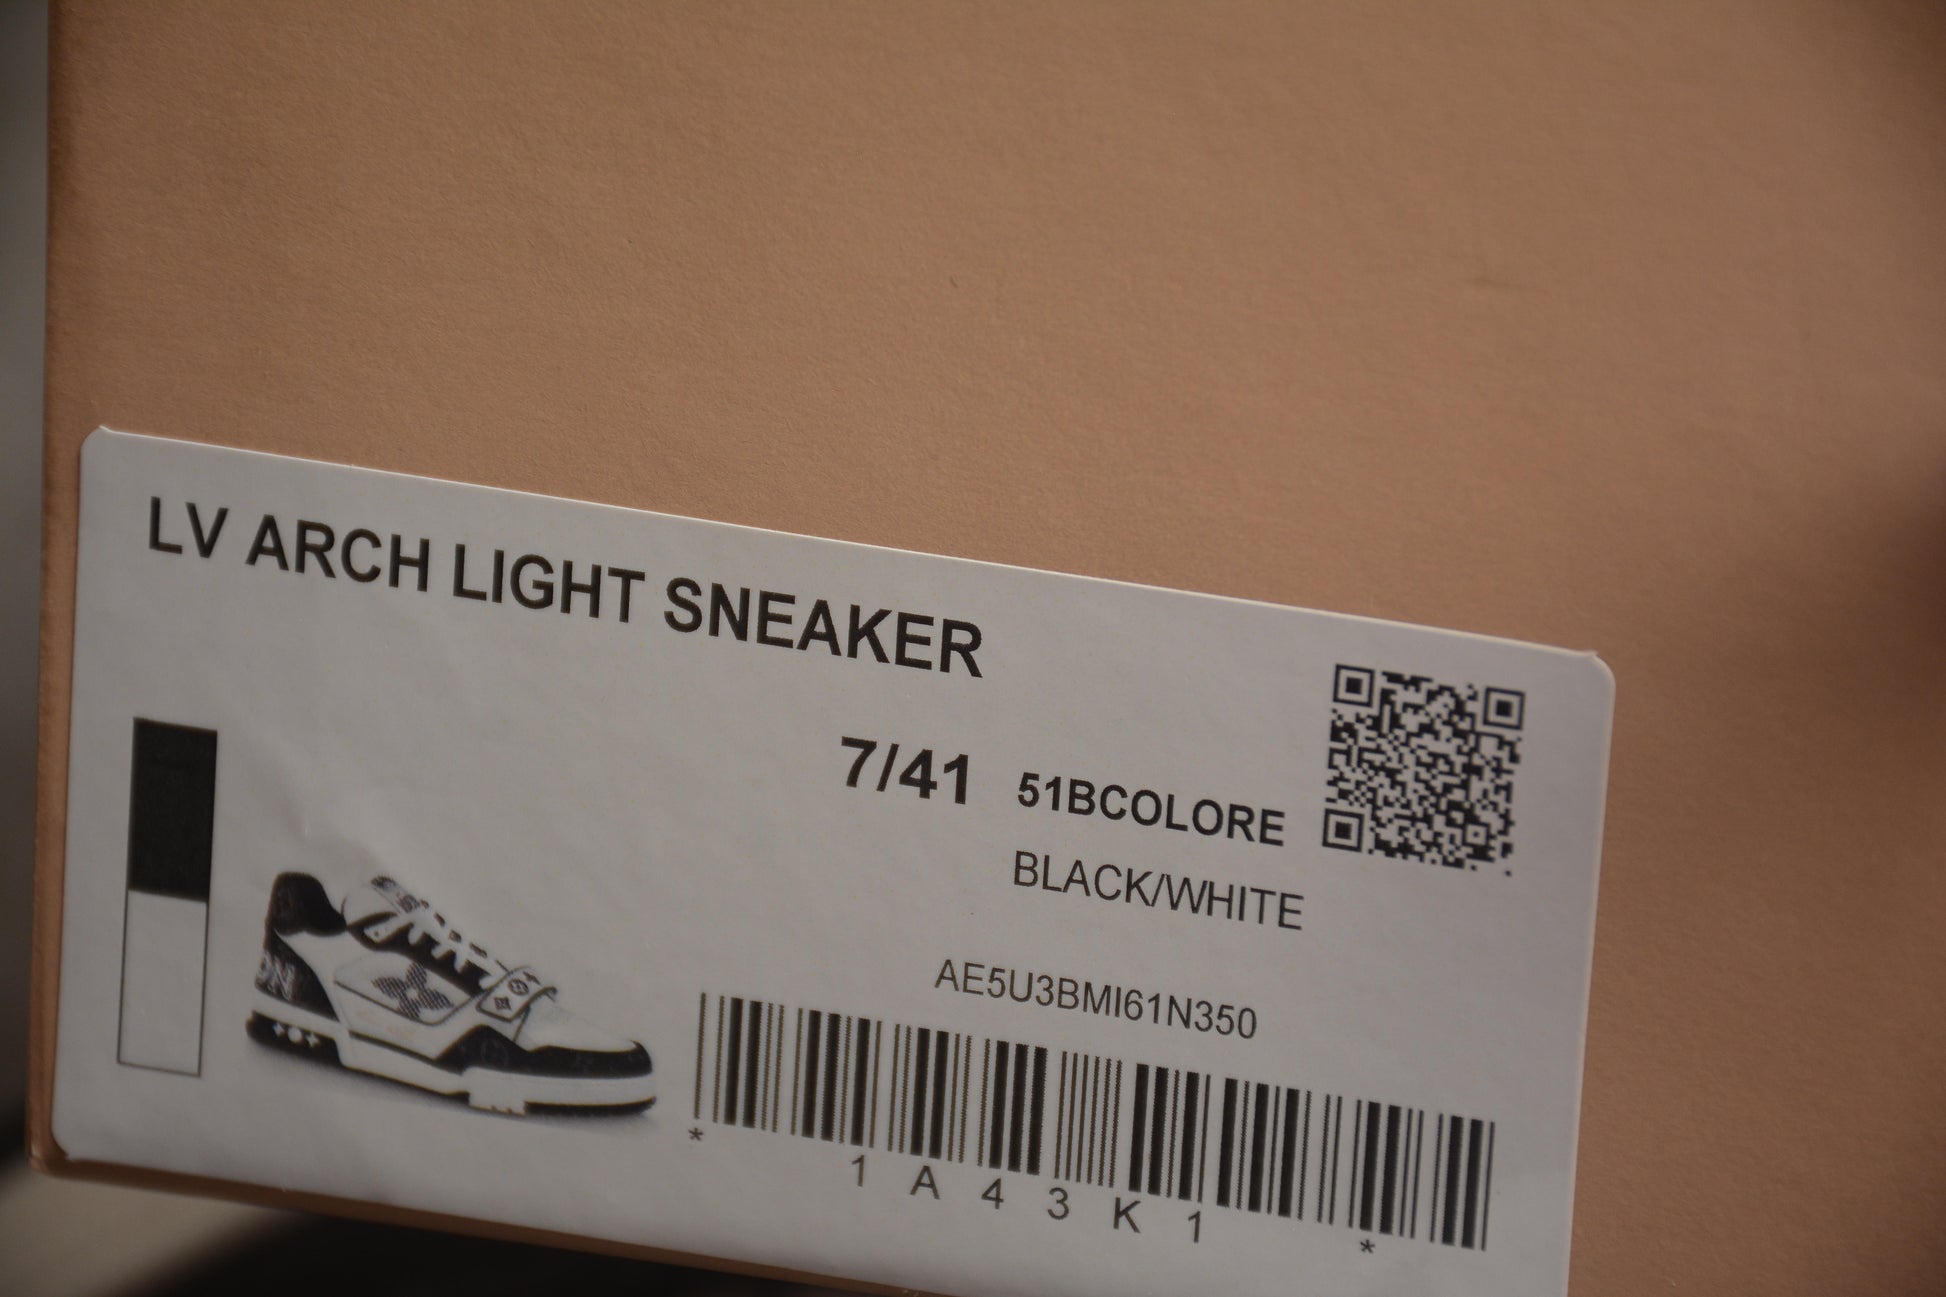 LV ARCH LIGHT SNEAKER
7/41 51BCOLORE
BLACK/WHITE
AE5U3BMI61N350
* 1A43K1 *